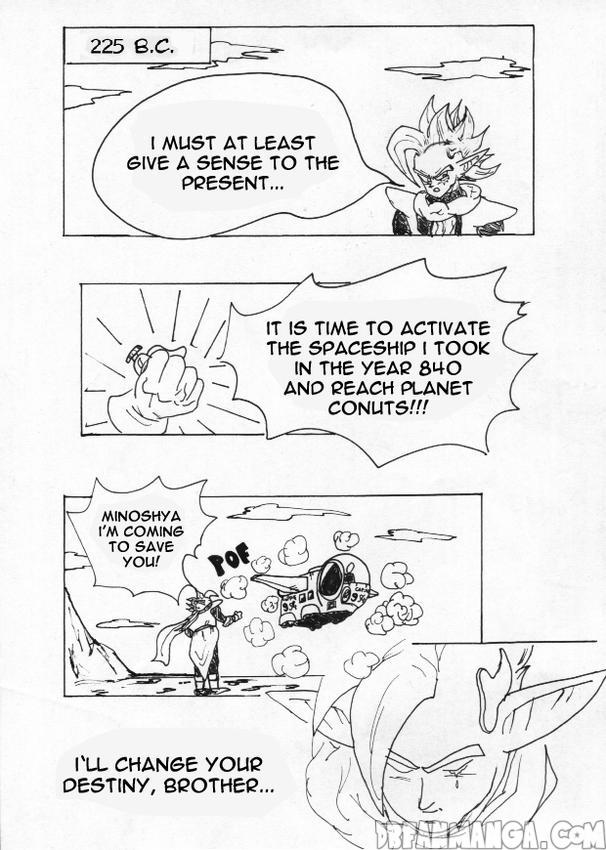 225 B.C.
I MUST AT LEAST
GIVE A SENSE TO THE
PRESENT...
IT IS TIME TO ACTIVATE
THE SPACESHIP I TOOK
IN THE YEAR 840
AND REACH PLANET
CONUTS!!!
MINOSHYA
I'M COMING
TO SAVE
YOU!
POF
I'LL CHANGE YOUR
DESTINY, BROTHER...
DBFANMANGA.COM